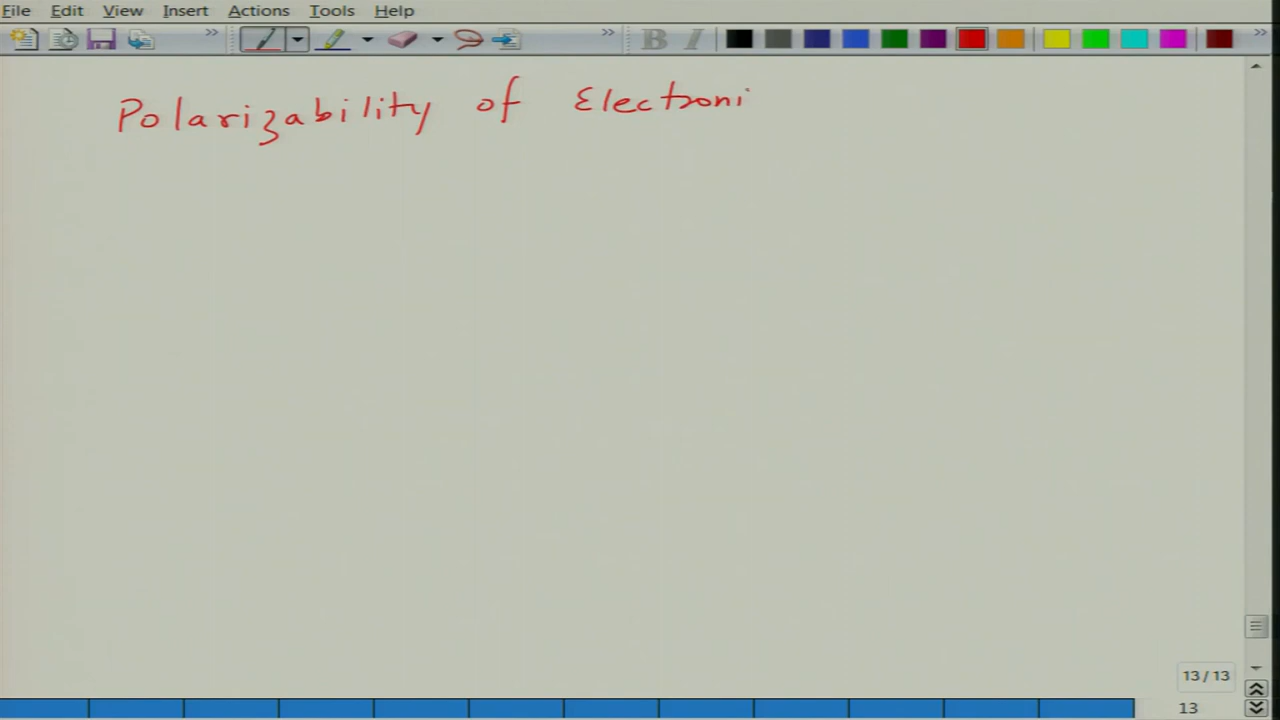 File Edit View Insert Actions Tools Help
B I
Polarizability of Electroni
13 / 13
13